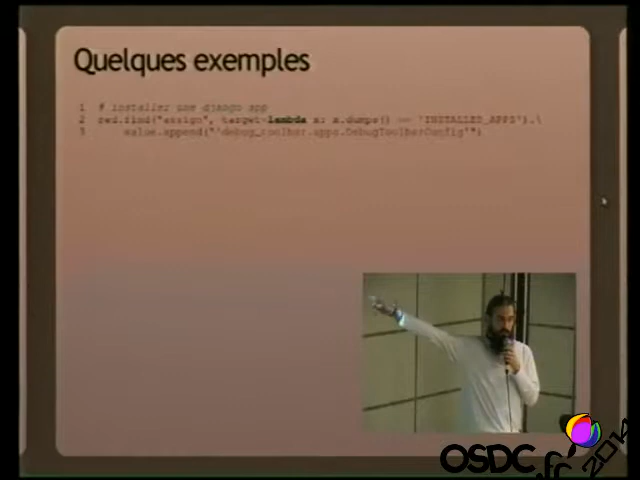 Quelques exemples
1 # installer une django app
2 red.find("assign", target=lambda x: x.dumps() == 'INSTALLED_APPS').\
3 value.append("'debug_toolbar.apps.DebugToolbarConfig'")
OSDC.fr 2014